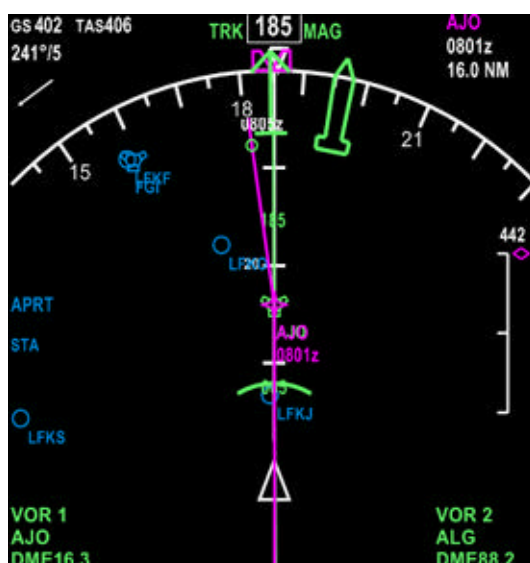 GS 402 TAS406
241°/5
TRK 185 MAG
AJO
0801z
16.0 NM
18
0805z
21
15
LFKF
FGI
185
442
20
APRT
AJO
0801z
STA
LFKJ
LFKS
VOR 1
AJO
DME16.3
VOR 2
ALG
DME88.2